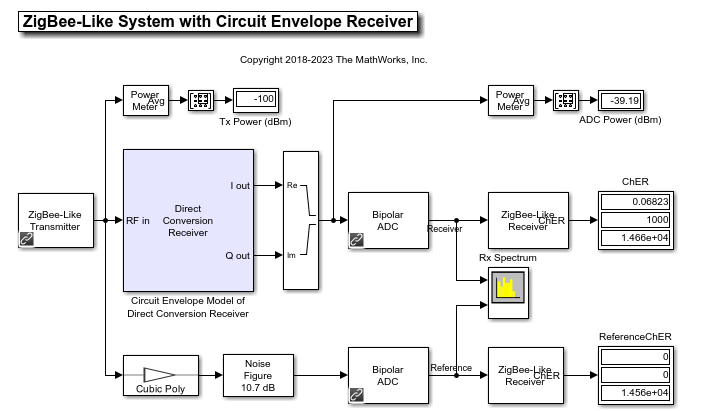 ZigBee-Like System with Circuit Envelope Receiver
Copyright 2018-2023 The MathWorks, Inc.
Power
Meter
Avg
-100
Tx Power (dBm)
Power
Meter
Avg
-39.19
ADC Power (dBm)
ZigBee-Like
Transmitter
RF in
Direct
Conversion
Receiver
I out
Q out
Circuit Envelope Model of
Direct Conversion Receiver
Re
Im
Bipolar
ADC
Receiver
ZigBee-Like
Receiver
ChER
ChER
0.06823
1000
1.466e+04
Rx Spectrum
Cubic Poly
Noise
Figure
10.7 dB
Bipolar
ADC
Reference
ZigBee-Like
Receiver
ChER
ReferenceChER
0
0
1.456e+04